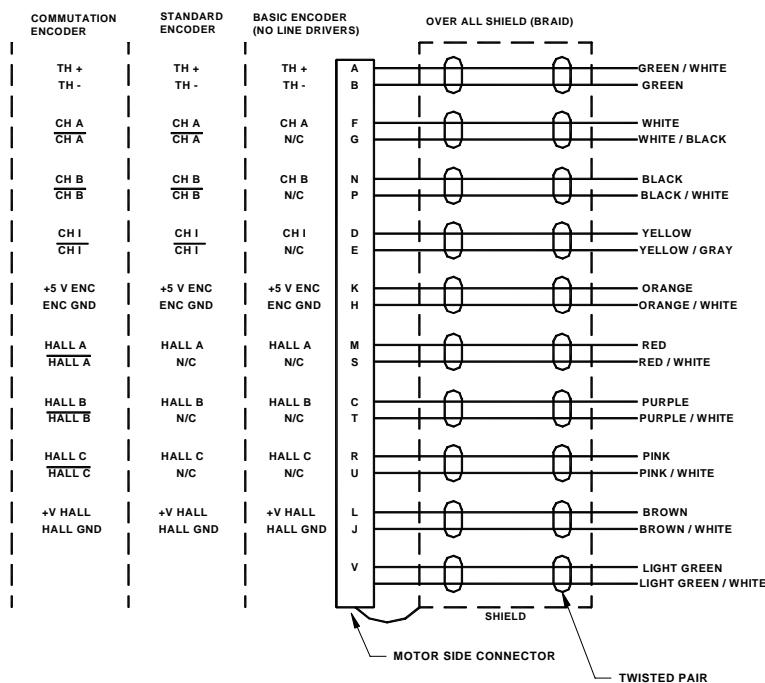 COMMUTATION ENCODER STANDARD ENCODER BASIC ENCODER (NO LINE DRIVERS) OVER ALL SHIELD (BRAID)
TH + TH + TH + A GREEN / WHITE
TH - TH - TH - B GREEN
CH A CH A CH A F WHITE
CH A CH A N/C G WHITE / BLACK
CH B CH B CH B N BLACK
CH B CH B N/C P BLACK / WHITE
CH I CH I CH I D YELLOW
CH I CH I N/C E YELLOW / GRAY
+5 V ENC +5 V ENC +5 V ENC K ORANGE
ENC GND ENC GND ENC GND H ORANGE / WHITE
HALL A HALL A HALL A M RED
HALL A N/C N/C S RED / WHITE
HALL B HALL B HALL B C PURPLE
HALL B N/C N/C T PURPLE / WHITE
HALL C HALL C HALL C R PINK
HALL C N/C N/C U PINK / WHITE
+V HALL +V HALL +V HALL L BROWN
HALL GND HALL GND HALL GND J BROWN / WHITE
V LIGHT GREEN
LIGHT GREEN / WHITE
SHIELD
MOTOR SIDE CONNECTOR
TWISTED PAIR